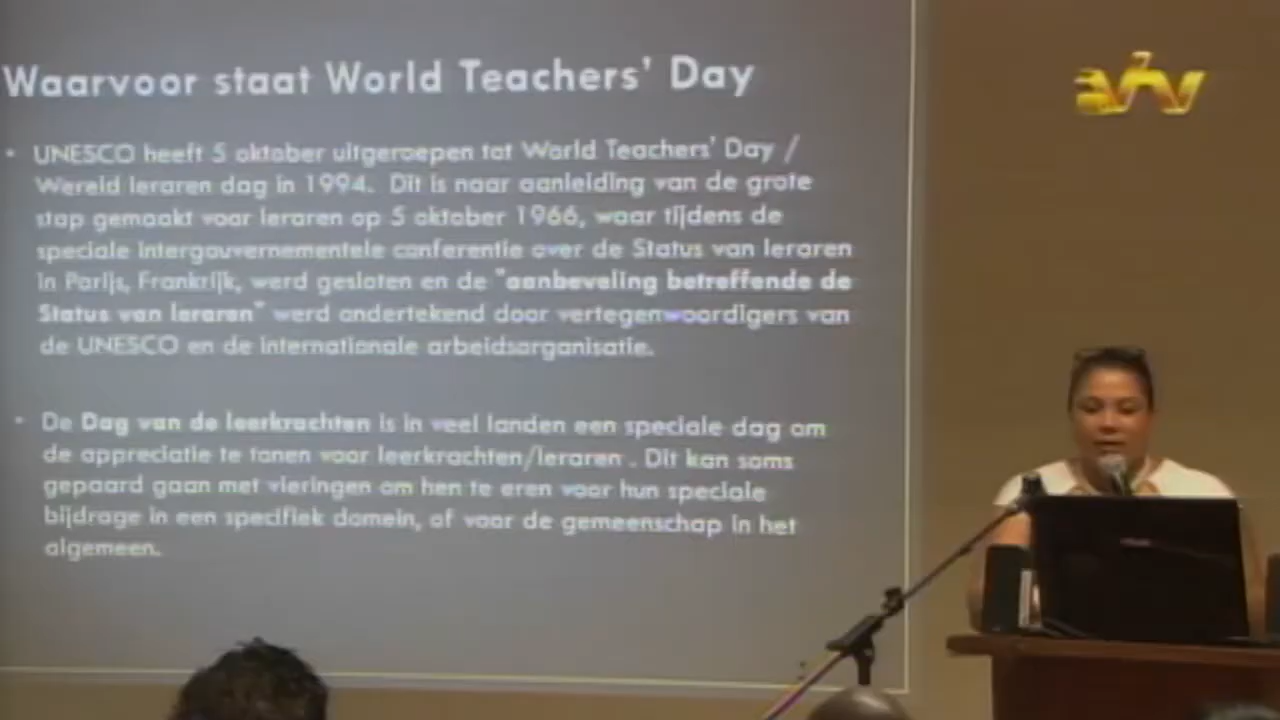 Waarvoor staat World Teachers' Day
• UNESCO heeft 5 oktober uitgeroepen tot World Teachers' Day /
Wereld leraren dag in 1994. Dit is naar aanleiding van de grote
stap gemaakt voor leraren op 5 oktober 1966, waar tijdens de
speciale intergouvernementele conferentie over de Status van leraren
in Parijs, Frankrijk, werd gesloten en de "aanbeveling betreffende de
Status van leraren" werd ondertekend door vertegenwoordigers van
de UNESCO en de internationale arbeidsorganisatie.
• De Dag van de leerkrachten is in veel landen een speciale dag om
de appreciatie te tonen voor leerkrachten/leraren . Dit kan soms
gepaard gaan met vieringen om hen te eren voor hun speciale
bijdrage in een specifiek domein, of voor de gemeenschap in het
algemeen.